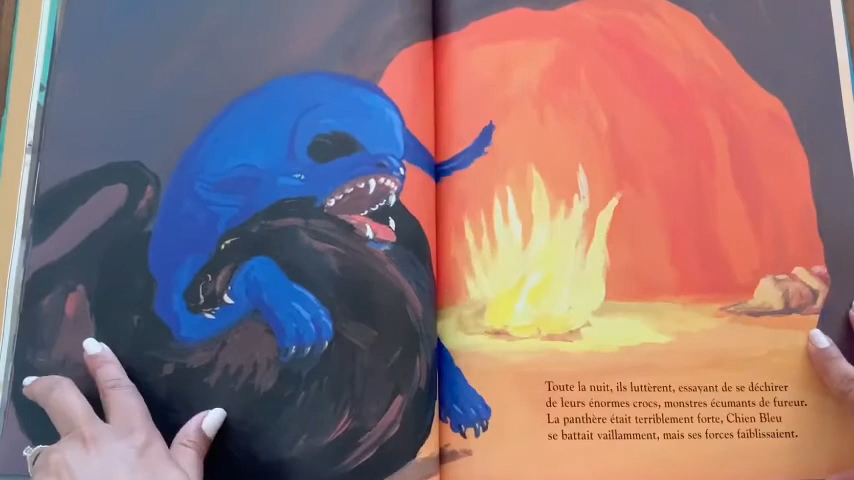 Toute la nuit, ils luttèrent, essayant de se déchirer
de leurs énormes crocs, monstres écumants de fureur.
La panthère était terriblement forte, Chien Bleu
se battait vaillamment, mais ses forces faiblissaient.